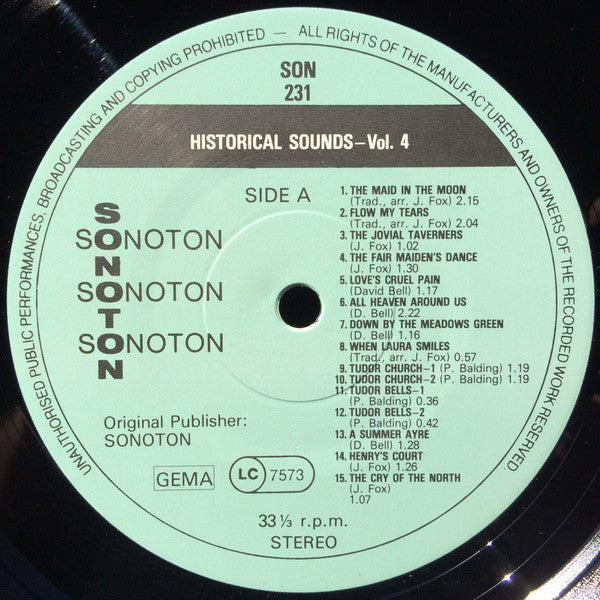 UNAUTHORISED PUBLIC PERFORMANCES, BROADCASTING AND COPYING PROHIBITED — ALL RIGHTS OF THE MANUFACTURERS AND OWNERS OF THE RECORDED WORK RESERVED.
SON
231
HISTORICAL SOUNDS–Vol. 4
SIDE A
SONOTON
SONOTON
SONOTON
SONOTON
Original Publisher:
SONOTON
GEMA
LC 7573
1. THE MAID IN THE MOON
(Trad., arr. J. Fox) 2.15
2. FLOW MY TEARS
(Trad., arr. J. Fox) 2.04
3. THE JOVIAL TAVERNERS
(J. Fox) 1.02
4. THE FAIR MAIDEN'S DANCE
(J. Fox) 1.30
5. LOVE'S CRUEL PAIN
(David Bell) 1.17
6. ALL HEAVEN AROUND US
(D. Bell) 2.22
7. DOWN BY THE MEADOWS GREEN
(D. Bell) 1.16
8. WHEN LAURA SMILES
(Trad., arr. J. Fox) 0.57
9. TUDOR CHURCH–1 (P. Balding) 1.19
10. TUDOR CHURCH–2 (P. Balding) 1.19
11. TUDOR BELLS–1
(P. Balding) 0.36
12. TUDOR BELLS–2
(P. Balding) 0.42
13. A SUMMER AYRE
(D. Bell) 1.28
14. HENRY'S COURT
(J. Fox) 1.26
15. THE CRY OF THE NORTH
(J. Fox)
1.07
33⅓ r.p.m.
STEREO